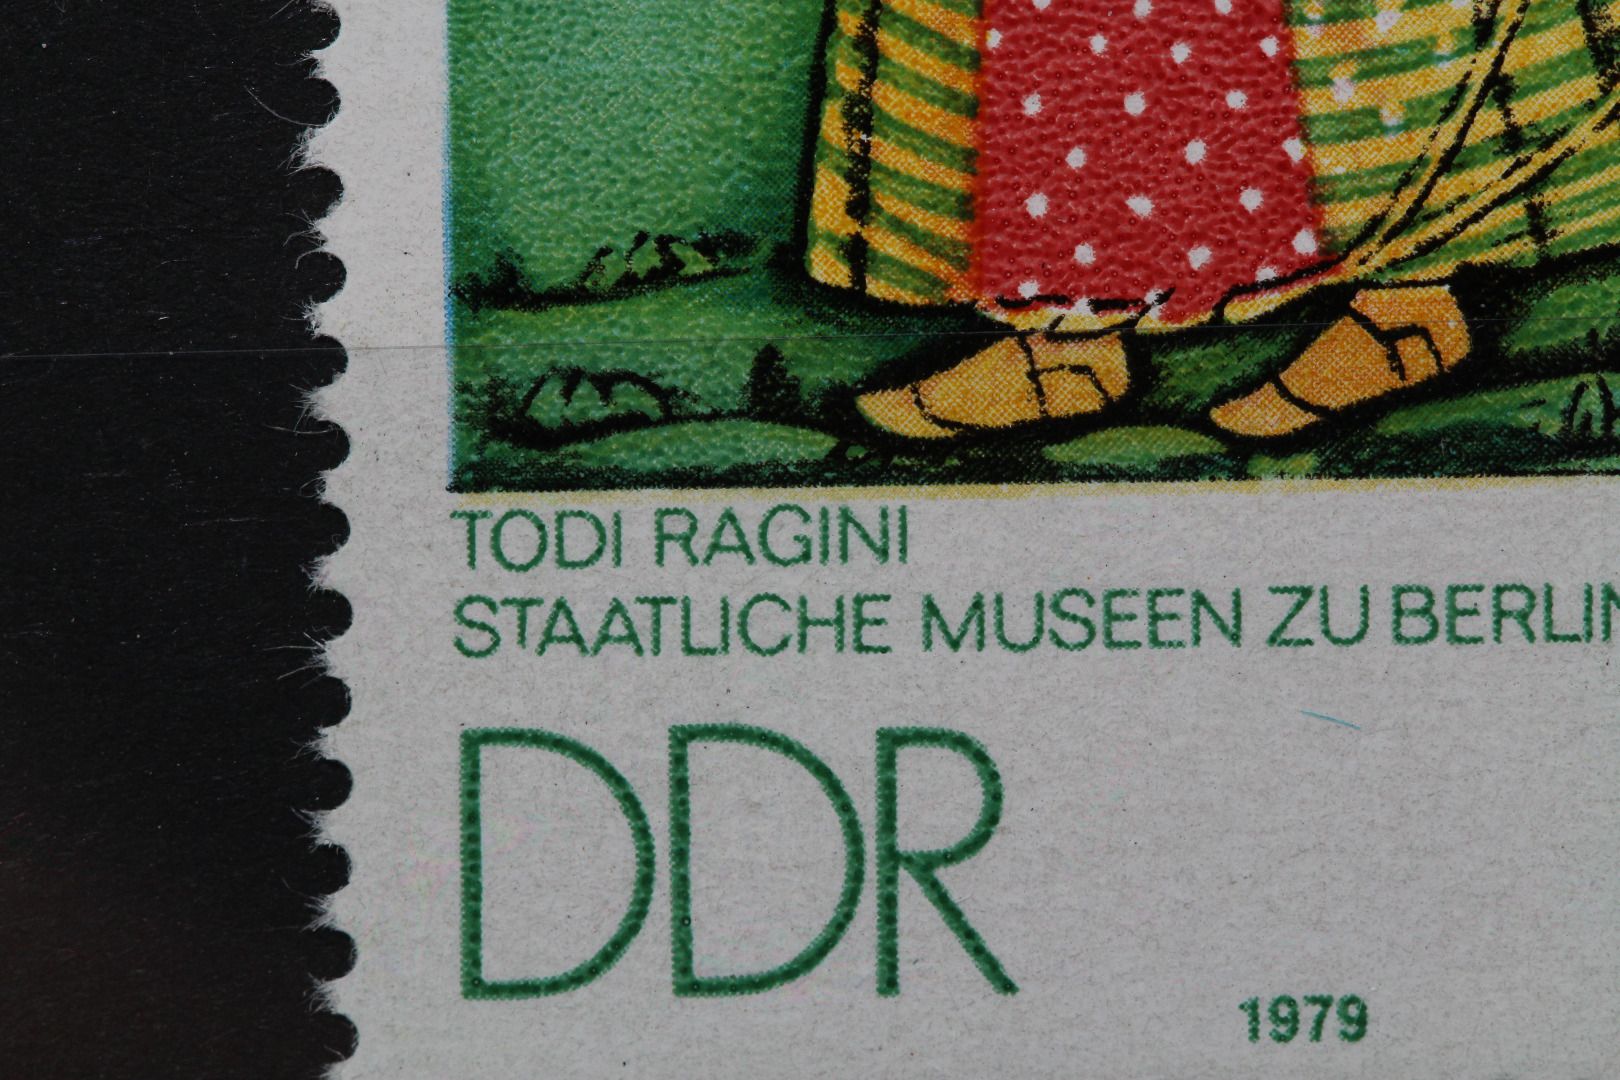 TODI RAGINI
STAATLICHE MUSEEN ZU BERLIN
DDR
1979